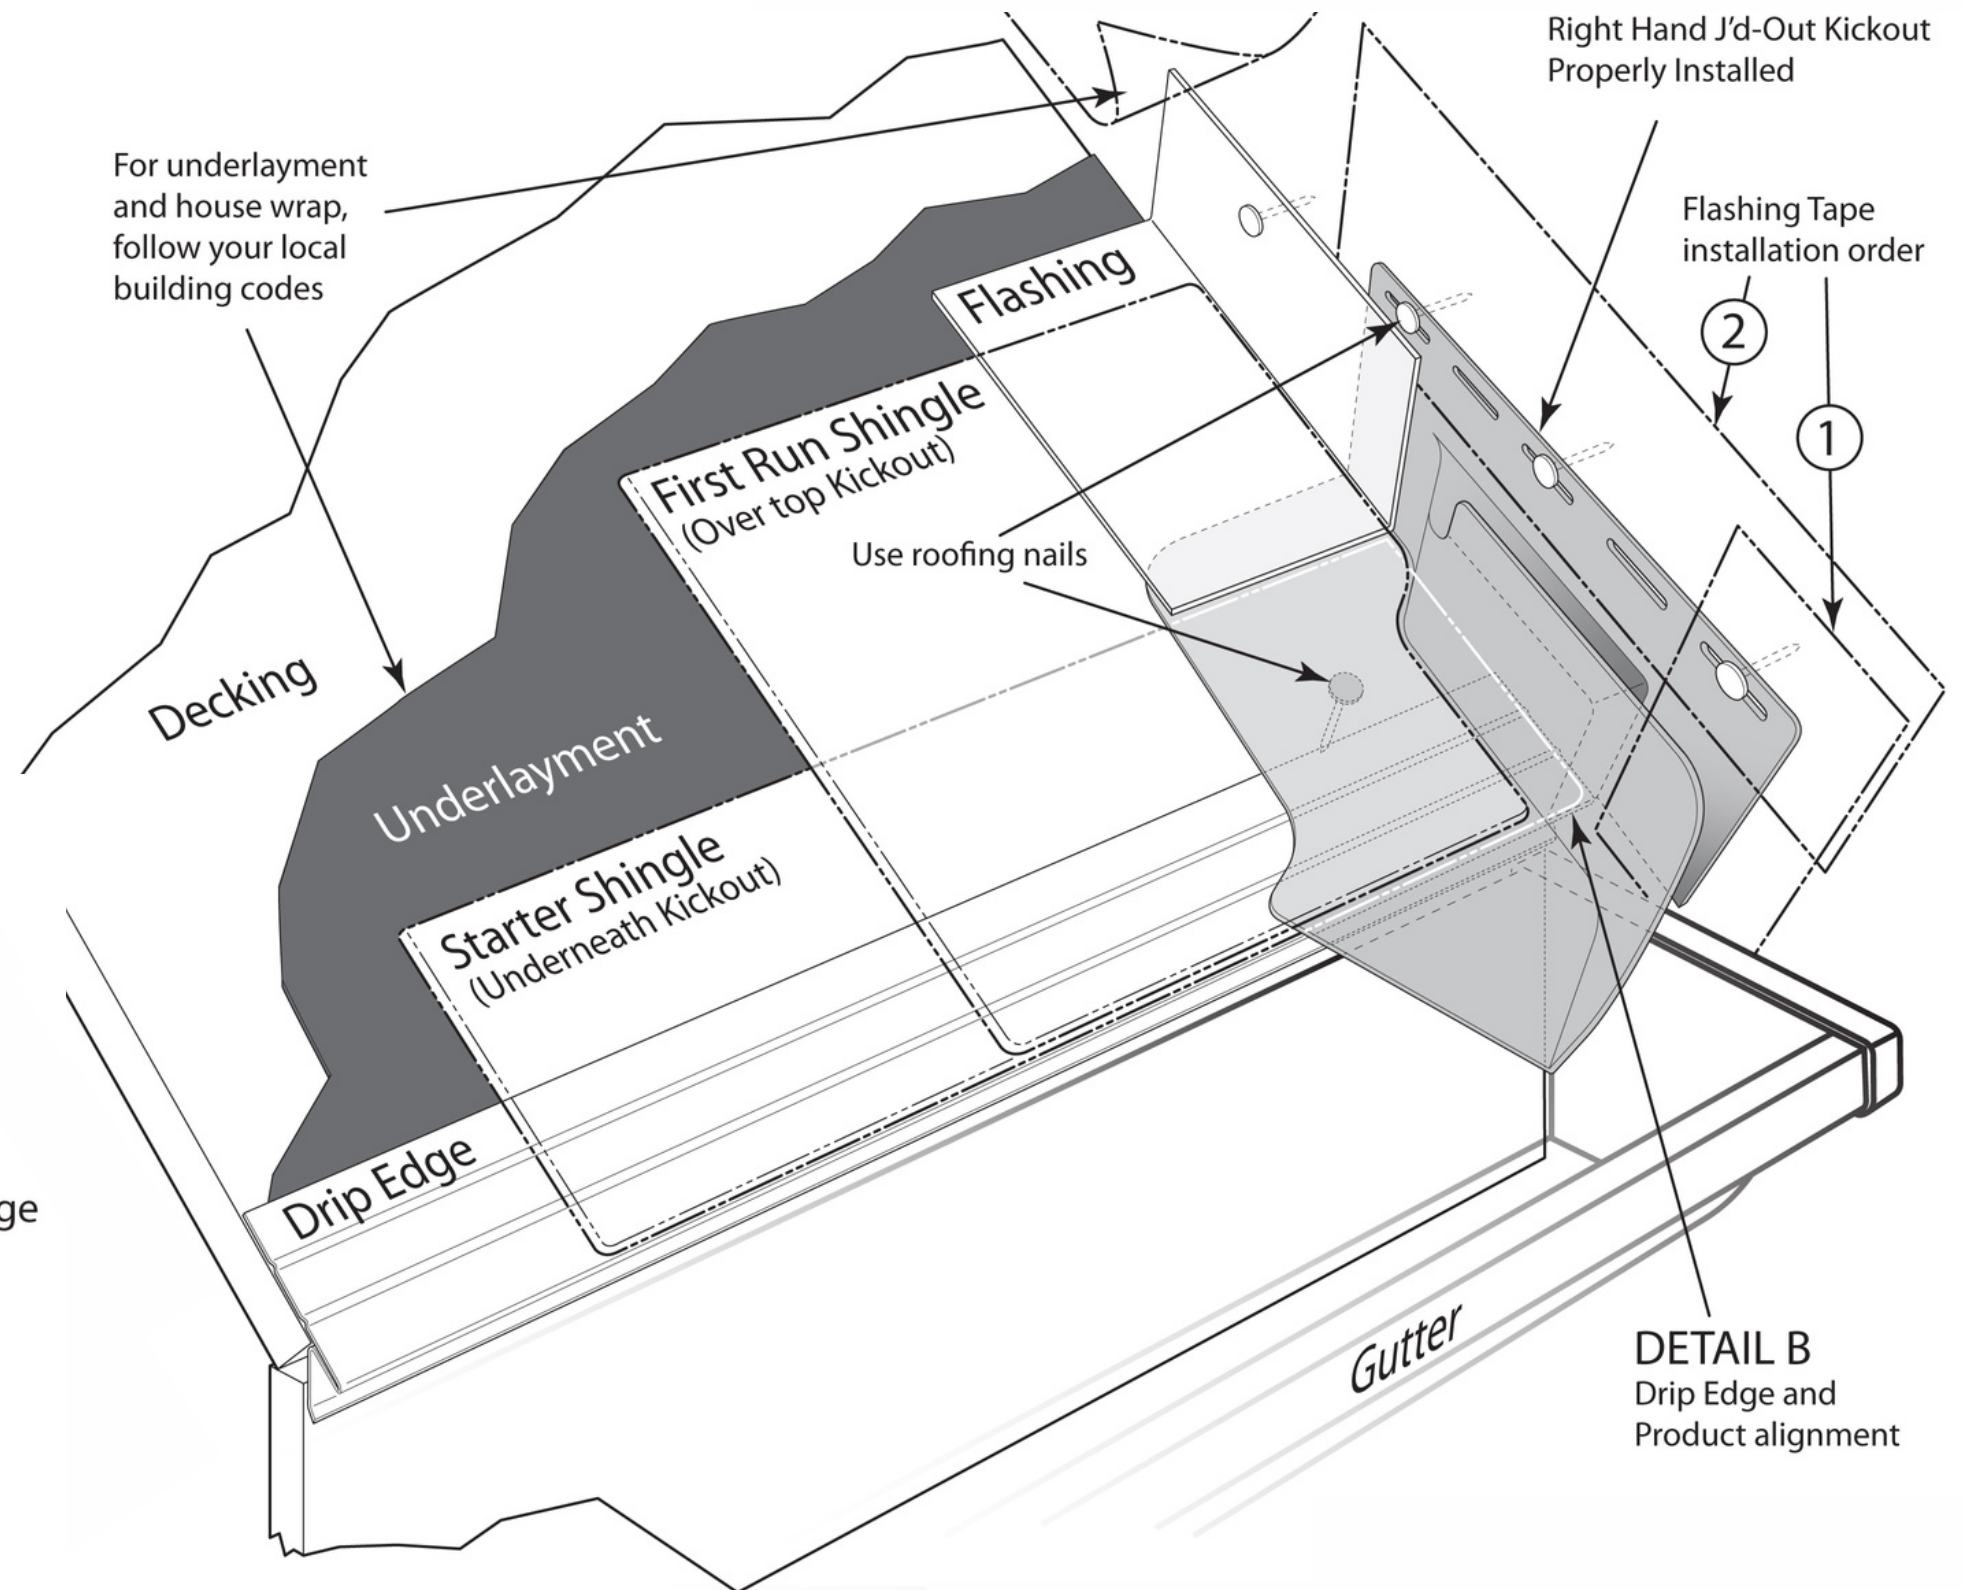 Right Hand J’d-Out Kickout
Properly Installed
For underlayment
and house wrap,
follow your local
building codes
Flashing Tape
installation order
2
1
Flashing
First Run Shingle
(Over top Kickout)
Use roofing nails
Decking
Underlayment
Starter Shingle
(Underneath Kickout)
Drip Edge
ge
Gutter
DETAIL B
Drip Edge and
Product alignment